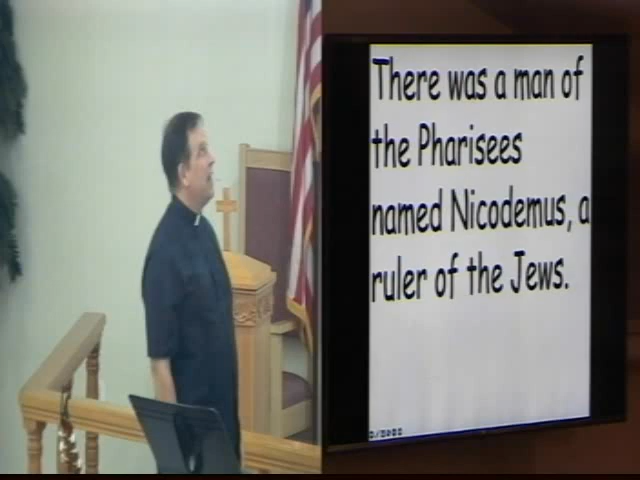 There was a man of
the Pharisees
named Nicodemus, a
ruler of the Jews.